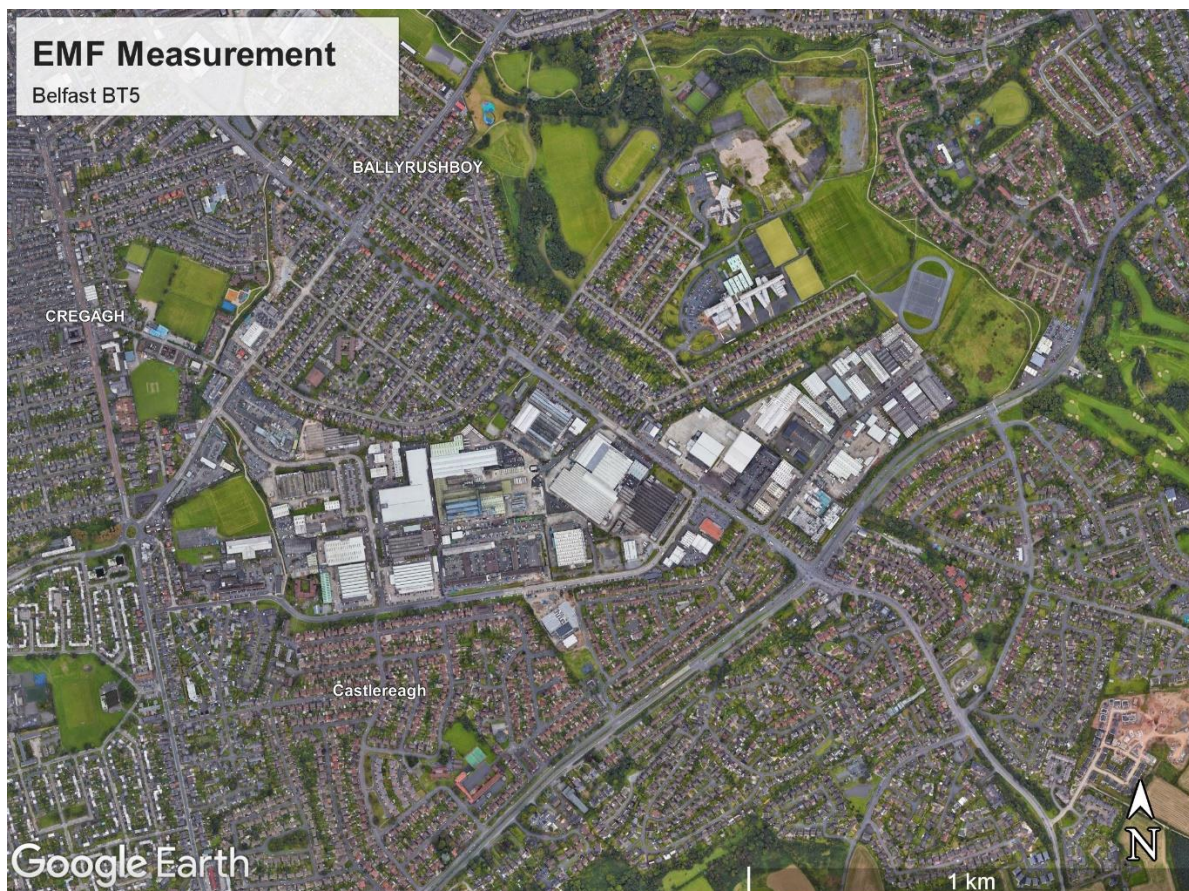 EMF Measurement
Belfast BT5
BALLYRUSHBOY
CREGAGH
Castlereagh
N
Google Earth
1 km